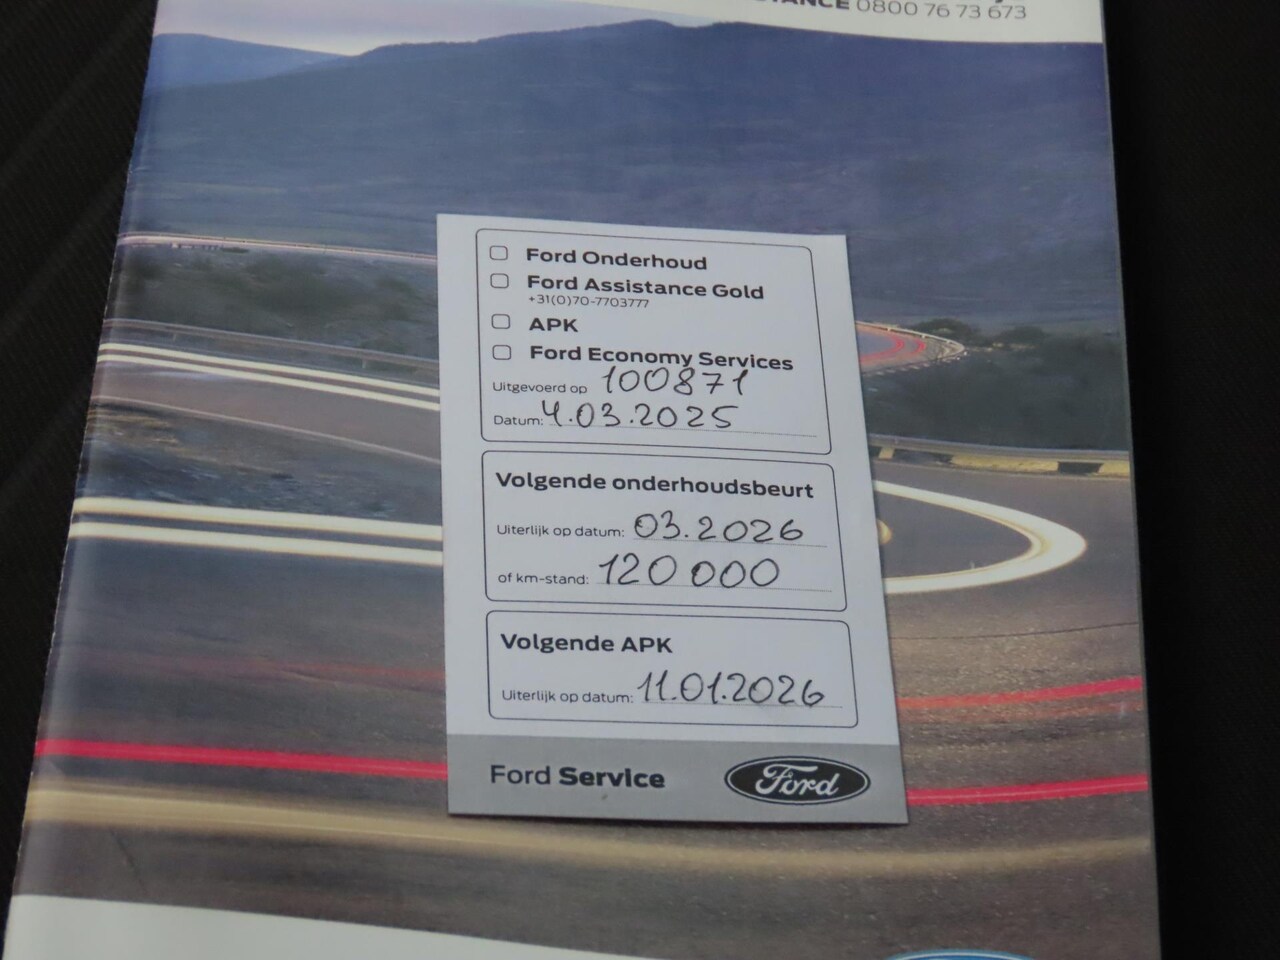 0800 76 73 673
Ford Onderhoud
Ford Assistance Gold
+31(0)70-7703777
APK
Ford Economy Services
Uitgevoerd op 100871
Datum: 4.03.2025
Volgende onderhoudsbeurt
Uiterlijk op datum: 03.2026
of km-stand: 120 000
Volgende APK
Uiterlijk op datum: 11.01.2026
Ford Service
Ford